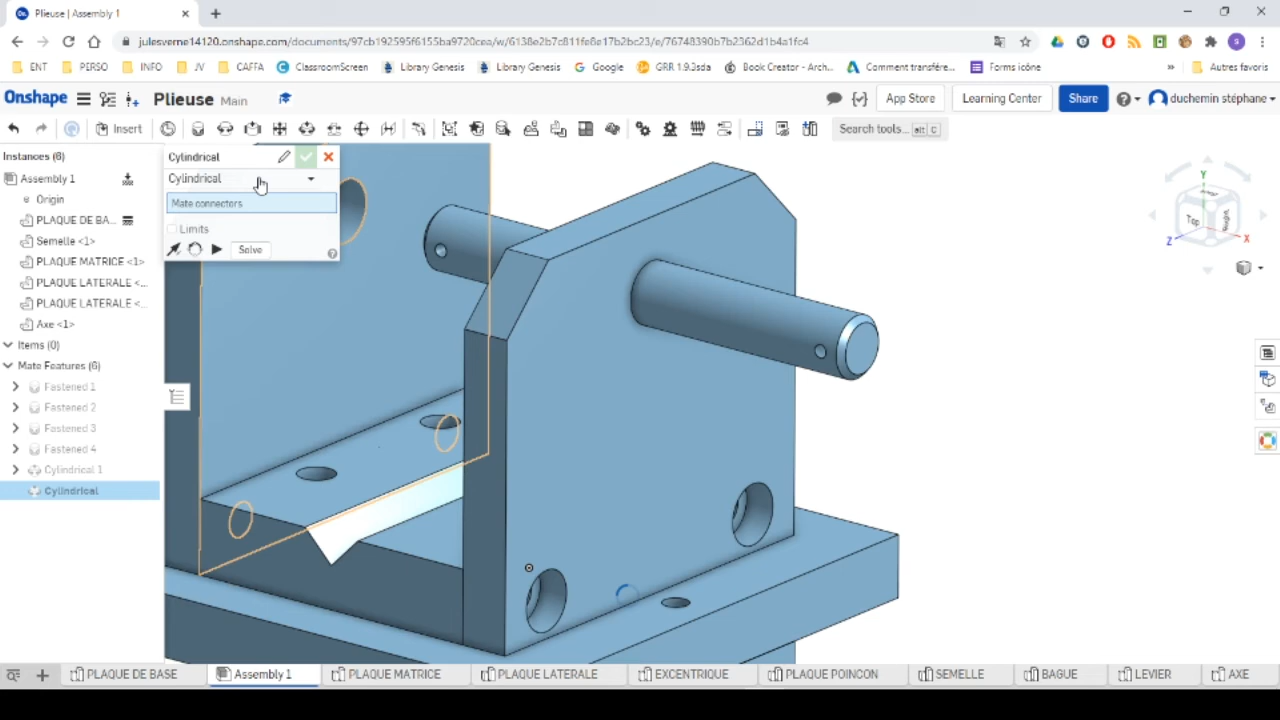 Plieuse | Assembly 1
julesverne14120.onshape.com/documents/97cb192595f6155ba9720cea/w/6138e2b7c811fe8e17b2bc23/e/76748390b7b2362d1b4a1fc4
ENT PERSO INFO JV CAFFA ClassroomScreen Library Genesis Library Genesis Google GRR 1.9.3sda Book Creator - Arch... Comment transfére... Forms icône » Autres favoris
Onshape Plieuse Main App Store Learning Center Share duchemin stéphane
Insert Search tools... alt C
Instances (6)
Assembly 1
Origin
PLAQUE DE BA...
Semelle <1>
PLAQUE MATRICE <1>
PLAQUE LATERALE <...
PLAQUE LATERALE <...
Axe <1>
Items (0)
Mate Features (6)
Fastened 1
Fastened 2
Fastened 3
Fastened 4
Cylindrical 1
Cylindrical
Cylindrical
Cylindrical
Mate connectors
Limits
Solve
Y
Top
Z
X
PLAQUE DE BASE Assembly 1 PLAQUE MATRICE PLAQUE LATERALE EXCENTRIQUE PLAQUE POINCON SEMELLE BAGUE LEVIER AXE